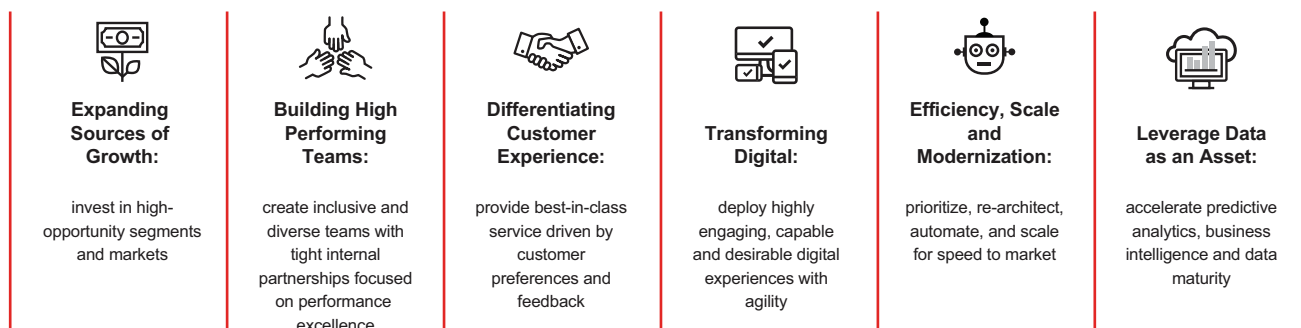 Expanding
Sources of
Growth:
invest in high-
opportunity segments
and markets
Building High
Performing
Teams:
create inclusive and
diverse teams with
tight internal
partnerships focused
on performance
excellence
Differentiating
Customer
Experience:
provide best-in-class
service driven by
customer
preferences and
feedback
Transforming
Digital:
deploy highly
engaging, capable
and desirable digital
experiences with
agility
Efficiency, Scale
and
Modernization:
prioritize, re-architect,
automate, and scale
for speed to market
Leverage Data
as an Asset:
accelerate predictive
analytics, business
intelligence and data
maturity